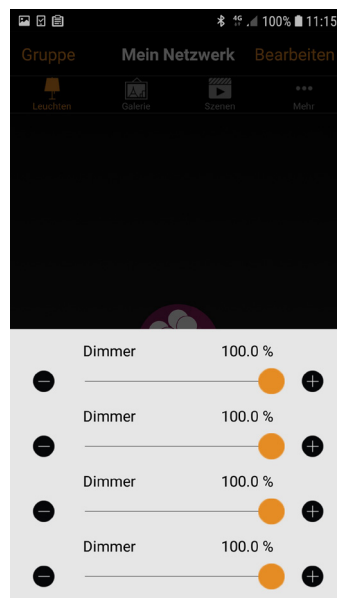 4G 100% 11:15
Gruppe Mein Netzwerk Bearbeiten
Leuchten Galerie Szenen Mehr
Dimmer 100.0 %
Dimmer 100.0 %
Dimmer 100.0 %
Dimmer 100.0 %